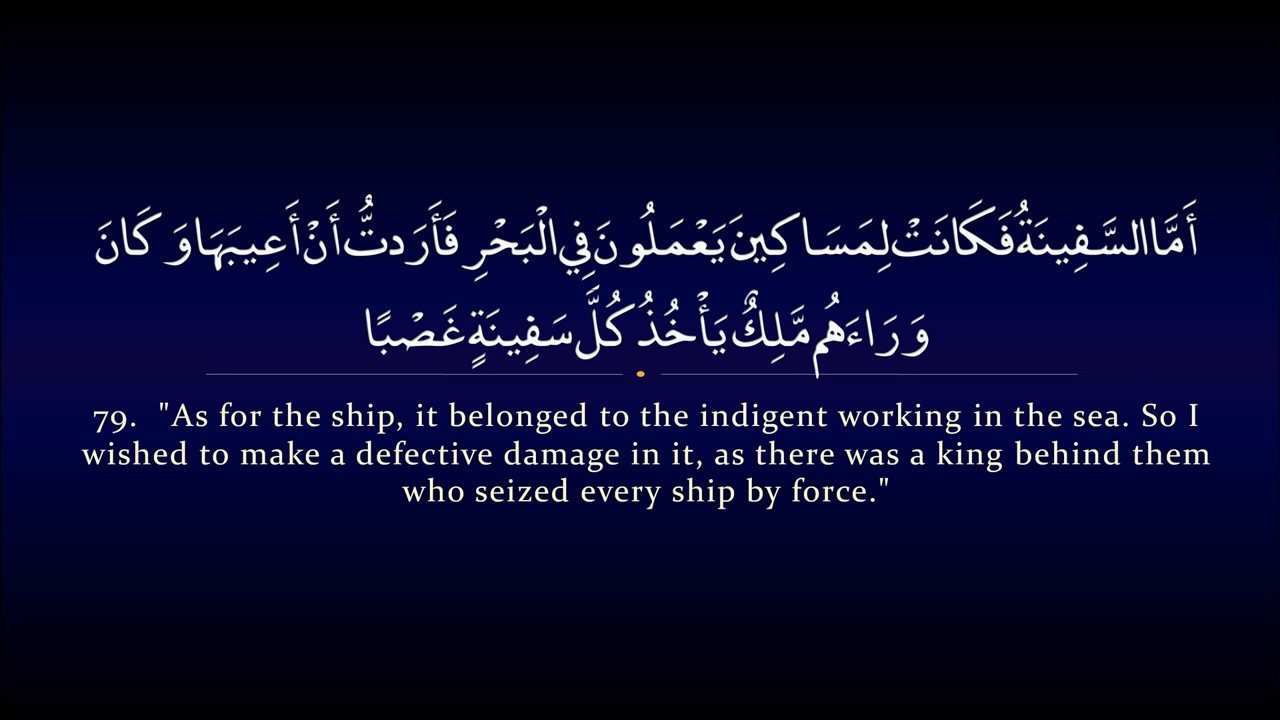 أَمَّا السَّفِينَةُ فَكَانَتْ لِمَسَاكِينَ يَعْمَلُونَ فِي الْبَحْرِ فَأَرَدتُّ أَنْ أَعِيبَهَا وَكَانَ
وَرَاءَهُم مَّلِكٌ يَأْخُذُ كُلَّ سَفِينَةٍ غَصْبًا
79. "As for the ship, it belonged to the indigent working in the sea. So I
wished to make a defective damage in it, as there was a king behind them
who seized every ship by force."